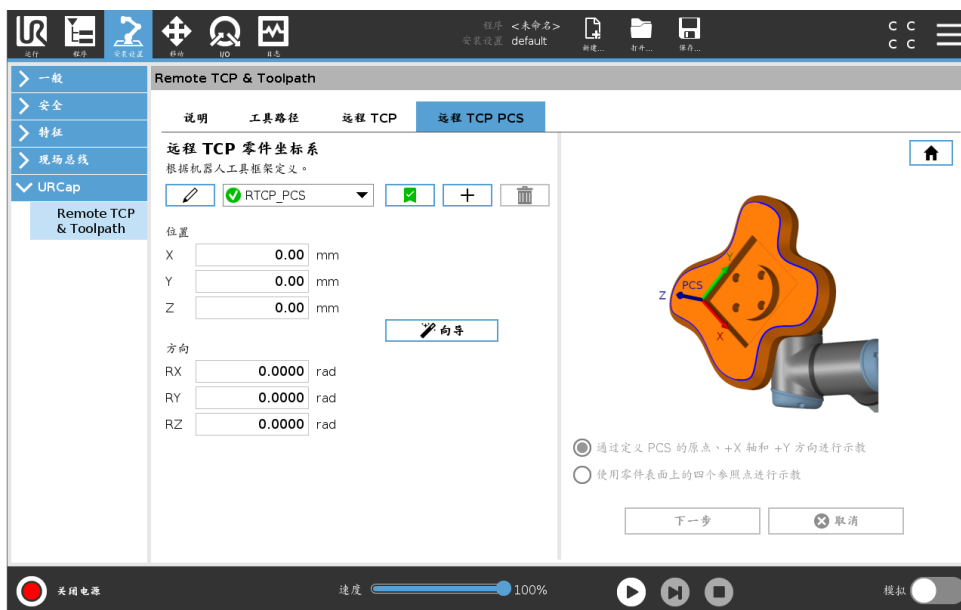 UR
程序 <未命名>
安装设置 default
运行 程序 安装设置 移动 I/O 日志
新建... 打开... 保存...
C C
C C
一般
安全
特征
现场总线
URCap
Remote TCP
& Toolpath
Remote TCP & Toolpath
说明 工具路径 远程 TCP 远程 TCP PCS
远程 TCP 零件坐标系
根据机器人工具框架定义。
RTCP_PCS
位置
X 0.00 mm
Y 0.00 mm
Z 0.00 mm
向导
方向
RX 0.0000 rad
RY 0.0000 rad
RZ 0.0000 rad
Y
PCS
Z
X
通过定义 PCS 的原点、+X 轴和 +Y 方向进行示教
使用零件表面上的四个参照点进行示教
下一步 取消
关闭电源
速度 100%
模拟